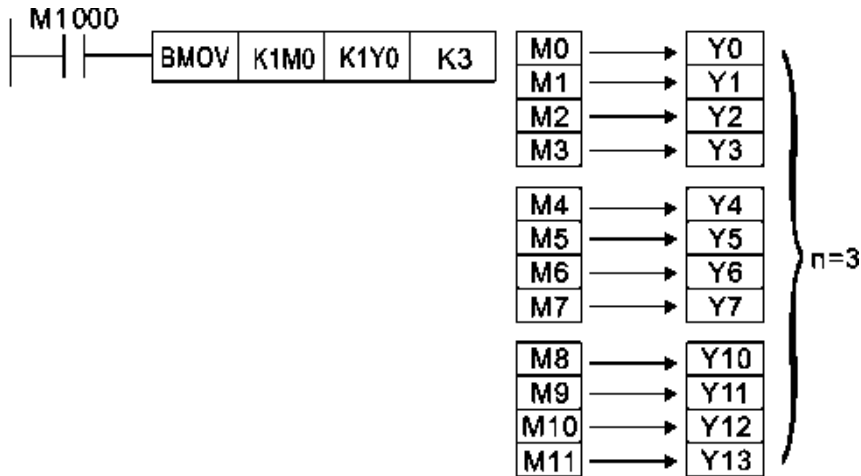 M1000
BMOV K1M0 K1Y0 K3
M0 Y0
M1 Y1
M2 Y2
M3 Y3
M4 Y4
M5 Y5
M6 Y6
M7 Y7
n=3
M8 Y10
M9 Y11
M10 Y12
M11 Y13